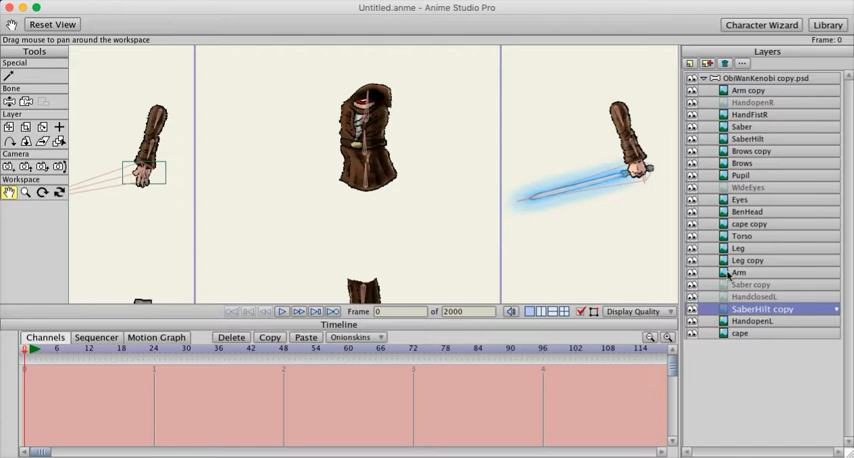 Untitled.anme - Anime Studio Pro
Reset View
Character Wizard
Library
Drag mouse to pan around the workspace
Frame: 0
Tools
Special
Bone
Layer
Camera
Workspace
Layers
ObiWanKenobi copy.psd
Arm copy
HandopenR
HandFistR
Saber
SaberHilt
Brows copy
Brows
Pupil
WideEyes
Eyes
BenHead
cape copy
Torso
Leg
Leg copy
Arm
Saber copy
HandclosedL
SaberHilt copy
HandopenL
cape
Frame 0 of 2000 Display Quality
Timeline
Channels Sequencer Motion Graph Delete Copy Paste Onionskins
6 12 18 24 30 36 42 48 54 60 66 72 78 84 90 96 102 108 114
0 1 2 3 4